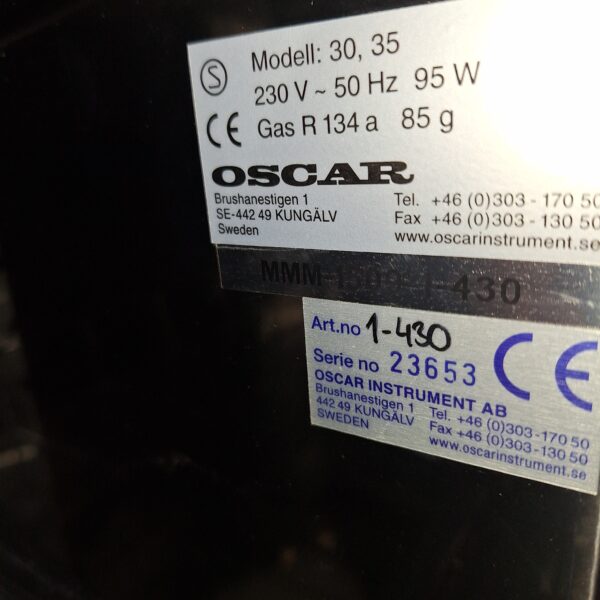 S
Modell: 30, 35
230 V ~ 50 Hz 95 W
CE Gas R 134 a 85 g
OSCAR
Brushanestigen 1 Tel. +46 (0)303 - 170 50
SE-442 49 KUNGÄLV Fax +46 (0)303 - 130 50
Sweden www.oscarinstrument.se
1-430
Art.no 1-430
Serie no 23653 CE
OSCAR INSTRUMENT AB
Brushanestigen 1 Tel. +46 (0)303-170 50
442 49 KUNGÄLV Fax +46 (0)303-130 50
SWEDEN www.oscarinstrument.se